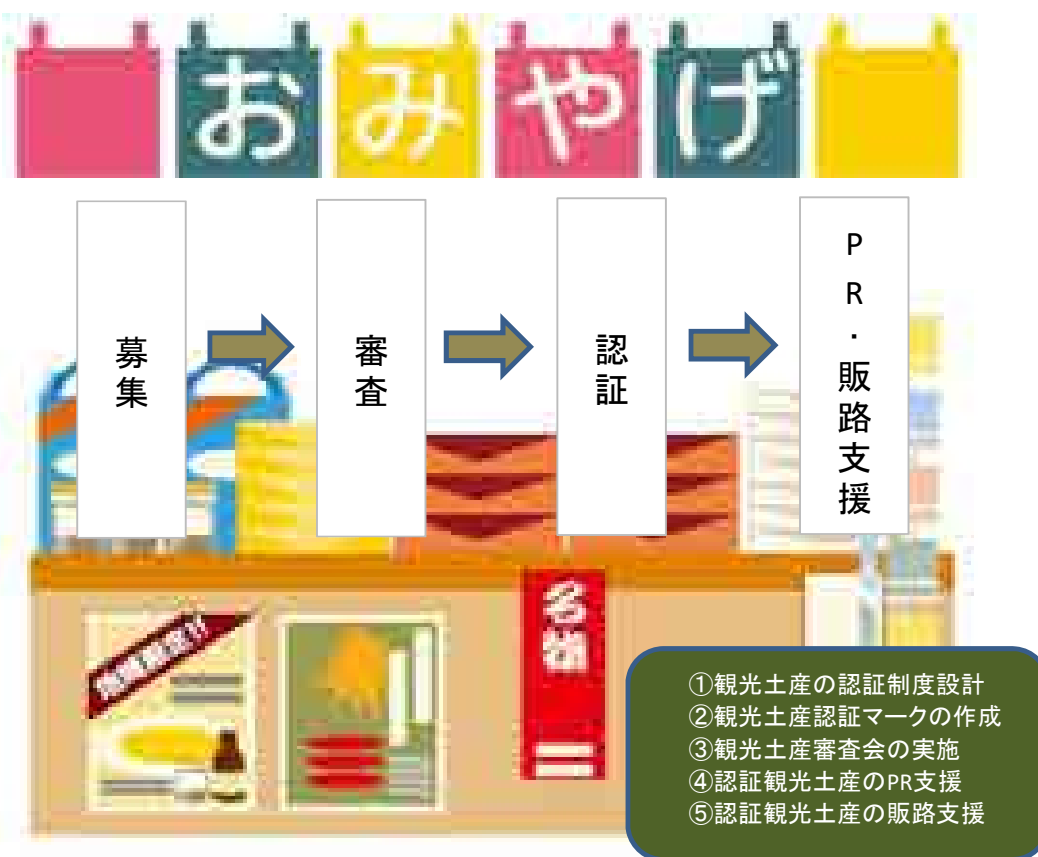 おみやげ
募集
審査
認証
PR・販路支援
名物
①観光土産の認証制度設計
②観光土産認証マークの作成
③観光土産審査会の実施
④認証観光土産のPR支援
⑤認証観光土産の販路支援